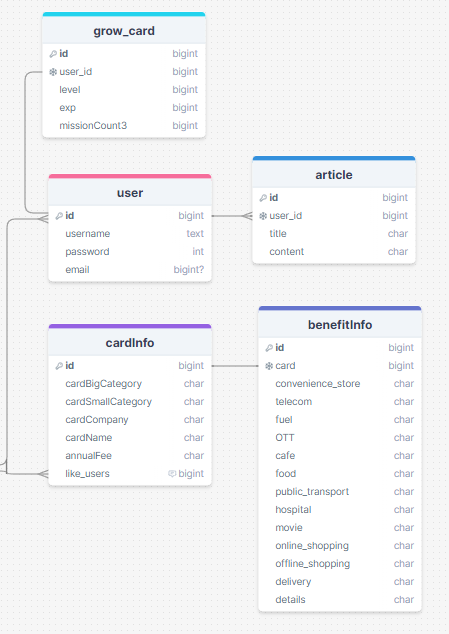 grow_card
id bigint
user_id bigint
level bigint
exp bigint
missionCount3 bigint
user
id bigint
username text
password int
email bigint?
article
id bigint
user_id bigint
title char
content char
cardInfo
id bigint
cardBigCategory char
cardSmallCategory char
cardCompany char
cardName char
annualFee char
like_users bigint
benefitInfo
id bigint
card bigint
convenience_store char
telecom char
fuel char
OTT char
cafe char
food char
public_transport char
hospital char
movie char
online_shopping char
offline_shopping char
delivery char
details char